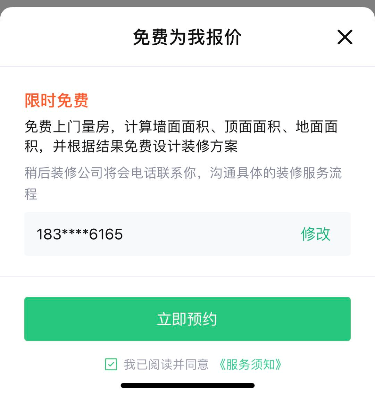 免费为我报价
限时免费
免费上门量房，计算墙面面积、顶面面积、地面面
积，并根据结果免费设计装修方案
稍后装修公司将会电话联系你，沟通具体的装修服务流
程
183****6165 修改
立即预约
我已阅读并同意 《服务须知》